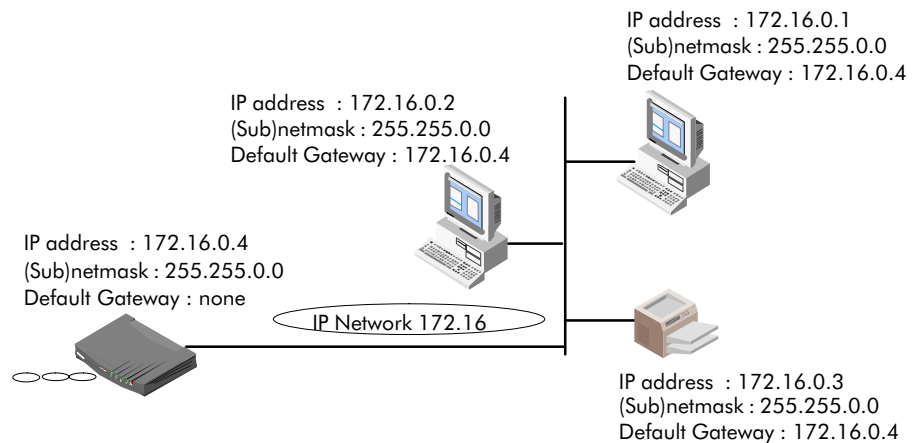 IP address : 172.16.0.1
(Sub)netmask : 255.255.0.0
Default Gateway : 172.16.0.4
IP address : 172.16.0.2
(Sub)netmask : 255.255.0.0
Default Gateway : 172.16.0.4
IP address : 172.16.0.4
(Sub)netmask : 255.255.0.0
Default Gateway : none
IP Network 172.16
IP address : 172.16.0.3
(Sub)netmask : 255.255.0.0
Default Gateway : 172.16.0.4